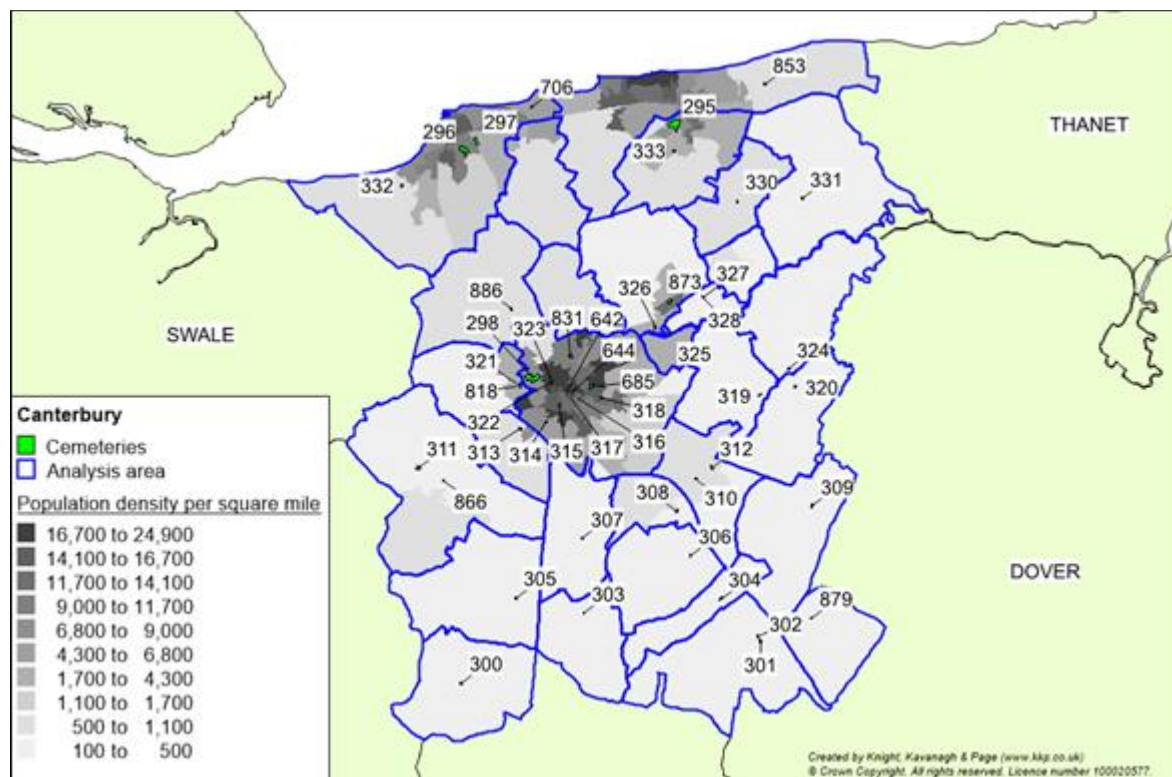 853
706
295
THANET
296
297
333
330
331
332
873
327
326
886
831
642
328
SWALE
298
323
644
325
324
321
685
320
818
319
318
322
316
311
313
314
315
317
312
308
310
309
866
307
306
305
303
304
DOVER
879
302
300
301
Canterbury
Cemeteries
Analysis area
Population density per square mile
16,700 to 24,900
14,100 to 16,700
11,700 to 14,100
9,000 to 11,700
6,800 to 9,000
4,300 to 6,800
1,700 to 4,300
1,100 to 1,700
500 to 1,100
100 to 500
Created by Knight, Kavanagh & Page (www.kkp.co.uk)
© Crown Copyright. All rights reserved. Licence number 100020577.